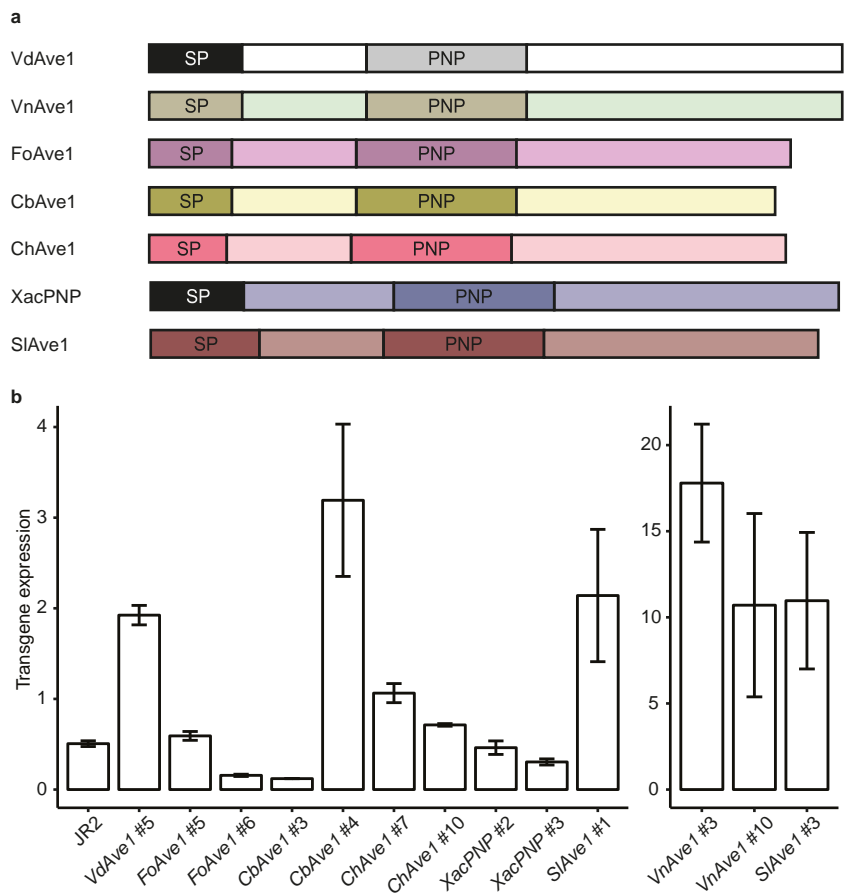 a
VdAve1 SP PNP
VnAve1 SP PNP
FoAve1 SP PNP
CbAve1 SP PNP
ChAve1 SP PNP
XacPNP SP PNP
SlAve1 SP PNP
b
Transgene expression
4
3
2
1
0
JR2
VdAve1 #5
FoAve1 #5
FoAve1 #6
CbAve1 #3
CbAve1 #4
ChAve1 #7
ChAve1 #10
XacPNP #2
XacPNP #3
SlAve1 #1
20
15
10
5
0
VnAve1 #3
VnAve1 #10
SlAve1 #3